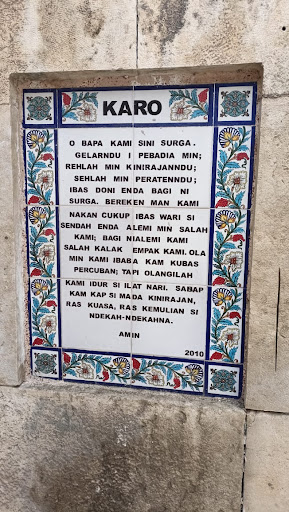 KARO
O BAPA KAMI SINI SURGA.
GELARNDU I PEBADIA MIN;
REHLAH MIN KINIRAJANNDU;
SEHLAH MIN PERATENNDU;
IBAS DONI ENDA BAGI NI
SURGA. BEREKEN MAN KAMI
NAKAN CUKUP IBAS WARI SI
SENDAH ENDA ALEMI MIN SALAH
KAMI; BAGI NIALEMI KAMI
SALAH KALAK EMPAK KAMI. OLA
MIN KAMI IBABA KAM KUBAS
PERCUBAN; TAPI OLANGILAH
KAMI IDUR SI ILAT NARI. SABAP
KAM KAP SI MADA KINIRAJAN,
RAS KUASA, RAS KEMULIAN SI
NDEKAH-NDEKAHNA.
AMIN
2010